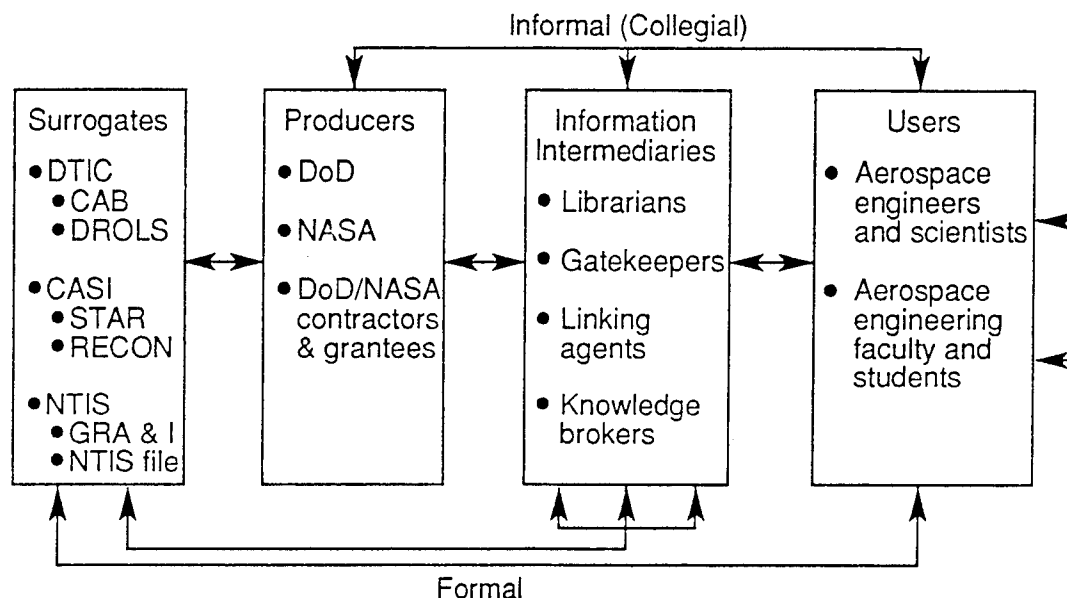 Informal (Collegial)
Surrogates
• DTIC
• CAB
• DROLS
• CASI
• STAR
• RECON
• NTIS
• GRA & I
• NTIS file
Producers
• DoD
• NASA
• DoD/NASA
contractors
& grantees
Information
Intermediaries
• Librarians
• Gatekeepers
• Linking
agents
• Knowledge
brokers
Users
• Aerospace
engineers
and scientists
• Aerospace
engineering
faculty and
students
Formal